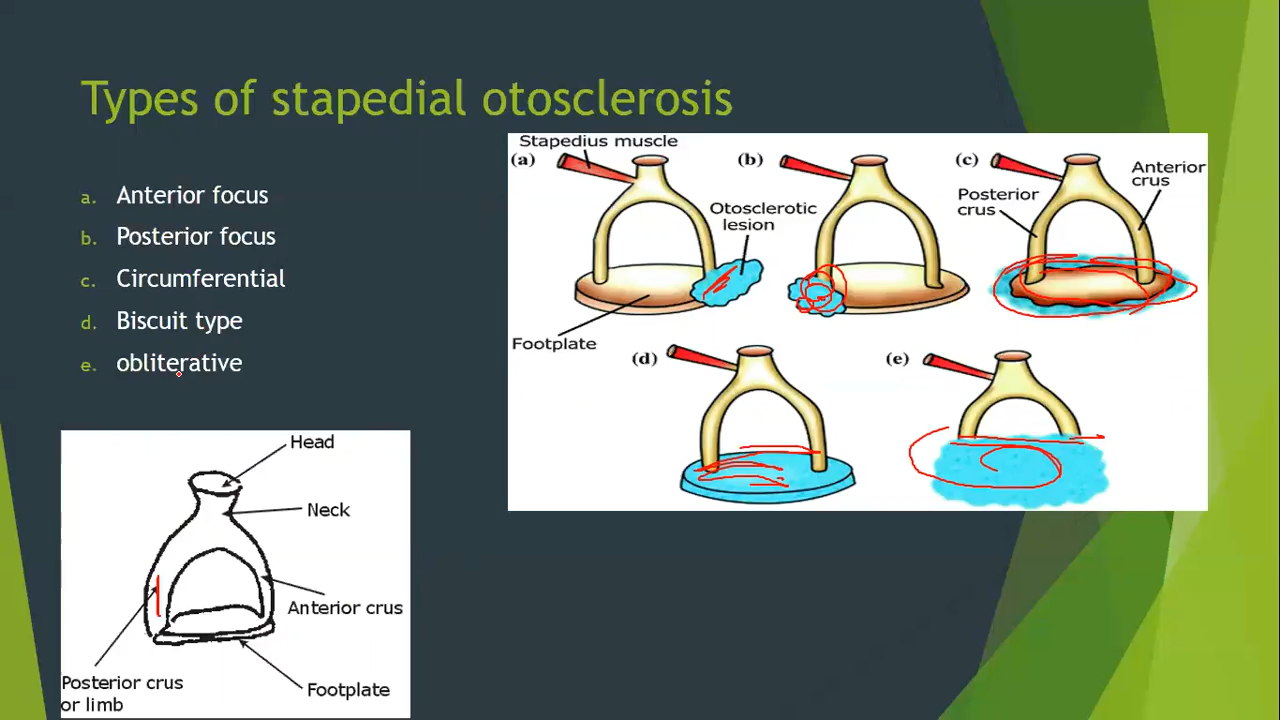 Types of stapedial otosclerosis
a. Anterior focus
b. Posterior focus
c. Circumferential
d. Biscuit type
e. obliterative
Stapedius muscle
(a)
(b)
(c)
Anterior
crus
Posterior
crus
Otosclerotic
lesion
Footplate
(d)
(e)
Head
Neck
Anterior crus
Posterior crus
or limb
Footplate